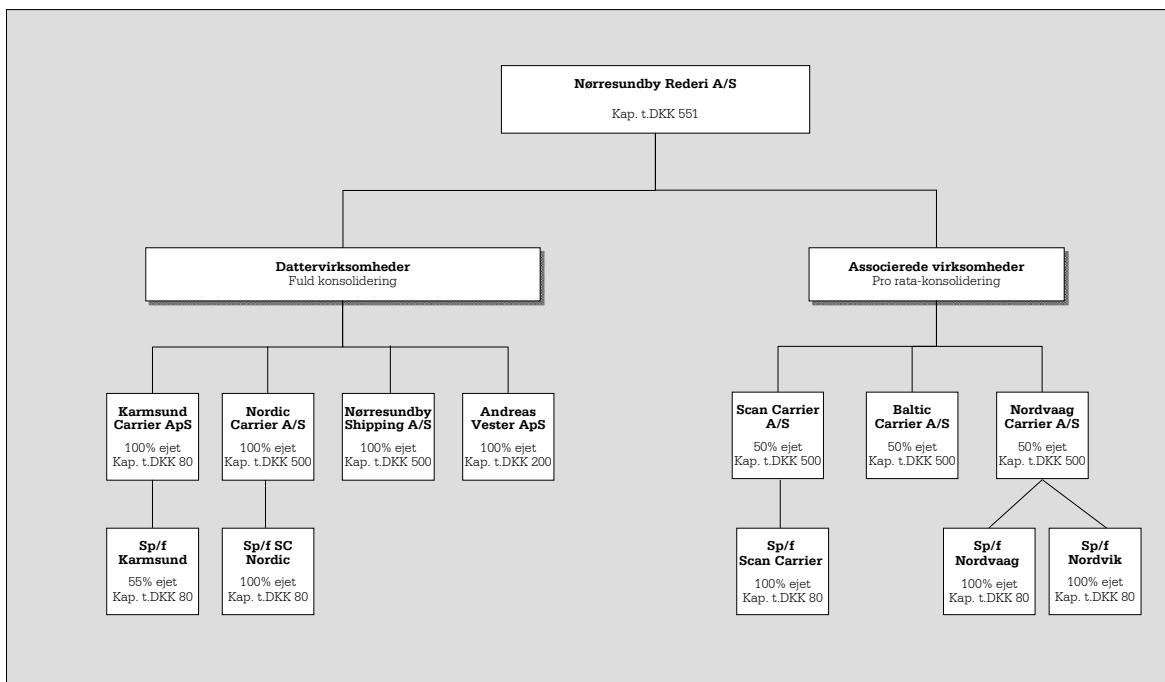 Nørresundby Rederi A/S
Kap. t.DKK 551
Dattervirksomheder
Fuld konsolidering
Associerede virksomheder
Pro rata-konsolidering
Karmsund
Carrier ApS
100% ejet
Kap. t.DKK 80
Nordic
Carrier A/S
100% ejet
Kap. t.DKK 500
Nørresundby
Shipping A/S
100% ejet
Kap. t.DKK 500
Andreas
Vester ApS
100% ejet
Kap. t.DKK 200
Scan Carrier
A/S
50% ejet
Kap. t.DKK 500
Baltic
Carrier A/S
50% ejet
Kap. t.DKK 500
Nordvaag
Carrier A/S
50% ejet
Kap. t.DKK 500
Sp/f
Karmsund
55% ejet
Kap. t.DKK 80
Sp/f SC
Nordic
100% ejet
Kap. t.DKK 80
Sp/f
Scan Carrier
100% ejet
Kap. t.DKK 80
Sp/f
Nordvaag
100% ejet
Kap. t.DKK 80
Sp/f
Nordvik
100% ejet
Kap. t.DKK 80